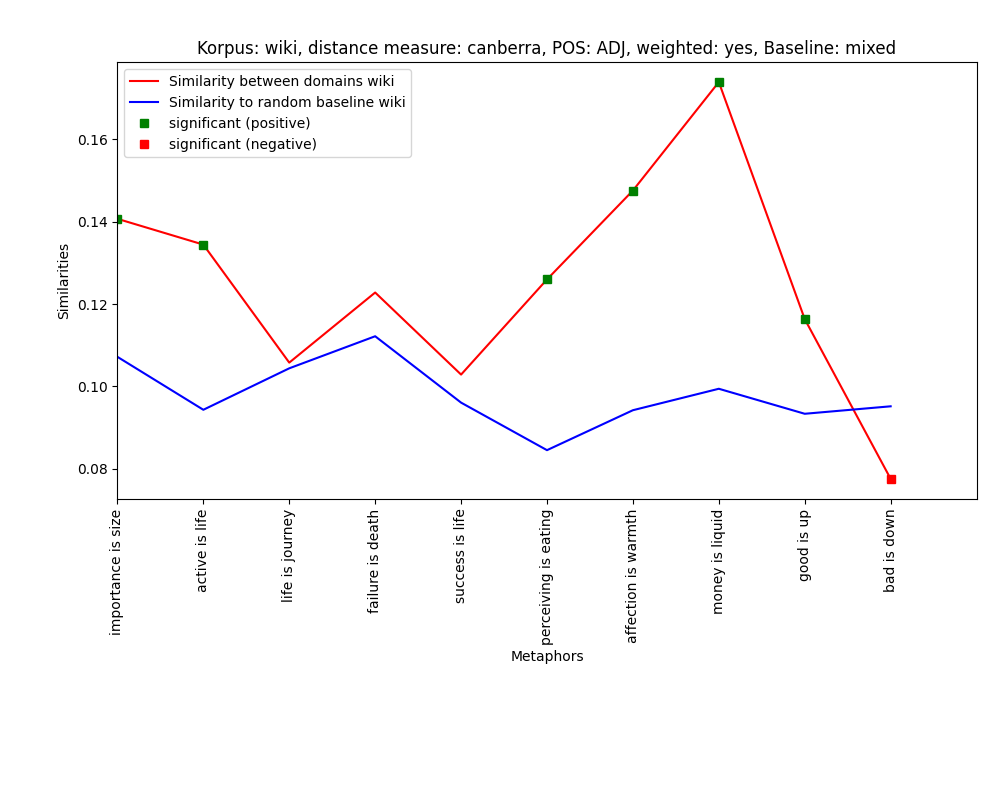 Korpus: wiki, distance measure: canberra, POS: ADJ, weighted: yes, Baseline: mixed
Similarity between domains wiki
Similarity to random baseline wiki
significant (positive)
significant (negative)
Similarities
0.16
0.14
0.12
0.10
0.08
importance is size
active is life
life is journey
failure is death
success is life
perceiving is eating
affection is warmth
money is liquid
good is up
bad is down
Metaphors